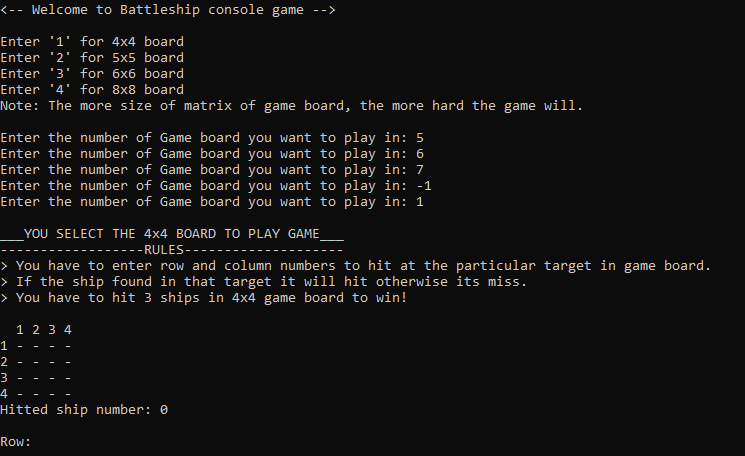 <-- Welcome to Battleship console game -->
Enter '1' for 4x4 board
Enter '2' for 5x5 board
Enter '3' for 6x6 board
Enter '4' for 8x8 board
Note: The more size of matrix of game board, the more hard the game will.
Enter the number of Game board you want to play in: 5
Enter the number of Game board you want to play in: 6
Enter the number of Game board you want to play in: 7
Enter the number of Game board you want to play in: -1
Enter the number of Game board you want to play in: 1
___YOU SELECT THE 4x4 BOARD TO PLAY GAME___
------------------RULES--------------------
> You have to enter row and column numbers to hit at the particular target in game board.
> If the ship found in that target it will hit otherwise its miss.
> You have to hit 3 ships in 4x4 game board to win!
  1 2 3 4
1 - - - -
2 - - - -
3 - - - -
4 - - - -
Hitted ship number: 0
Row: